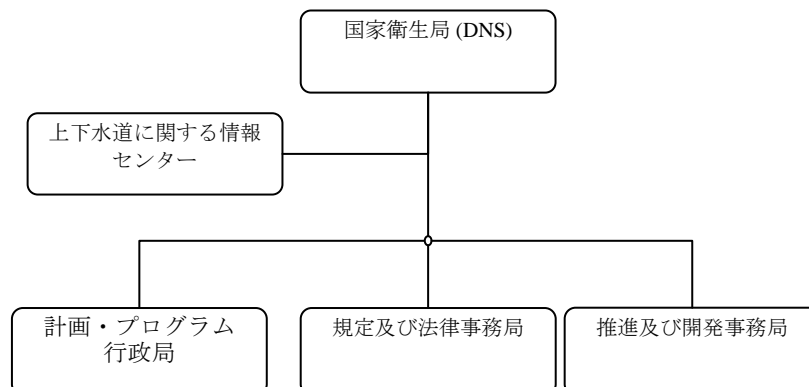 国家衛生局 (DNS)
上下水道に関する情報
センター
計画・プログラム
行政局
規定及び法律事務局
推進及び開発事務局